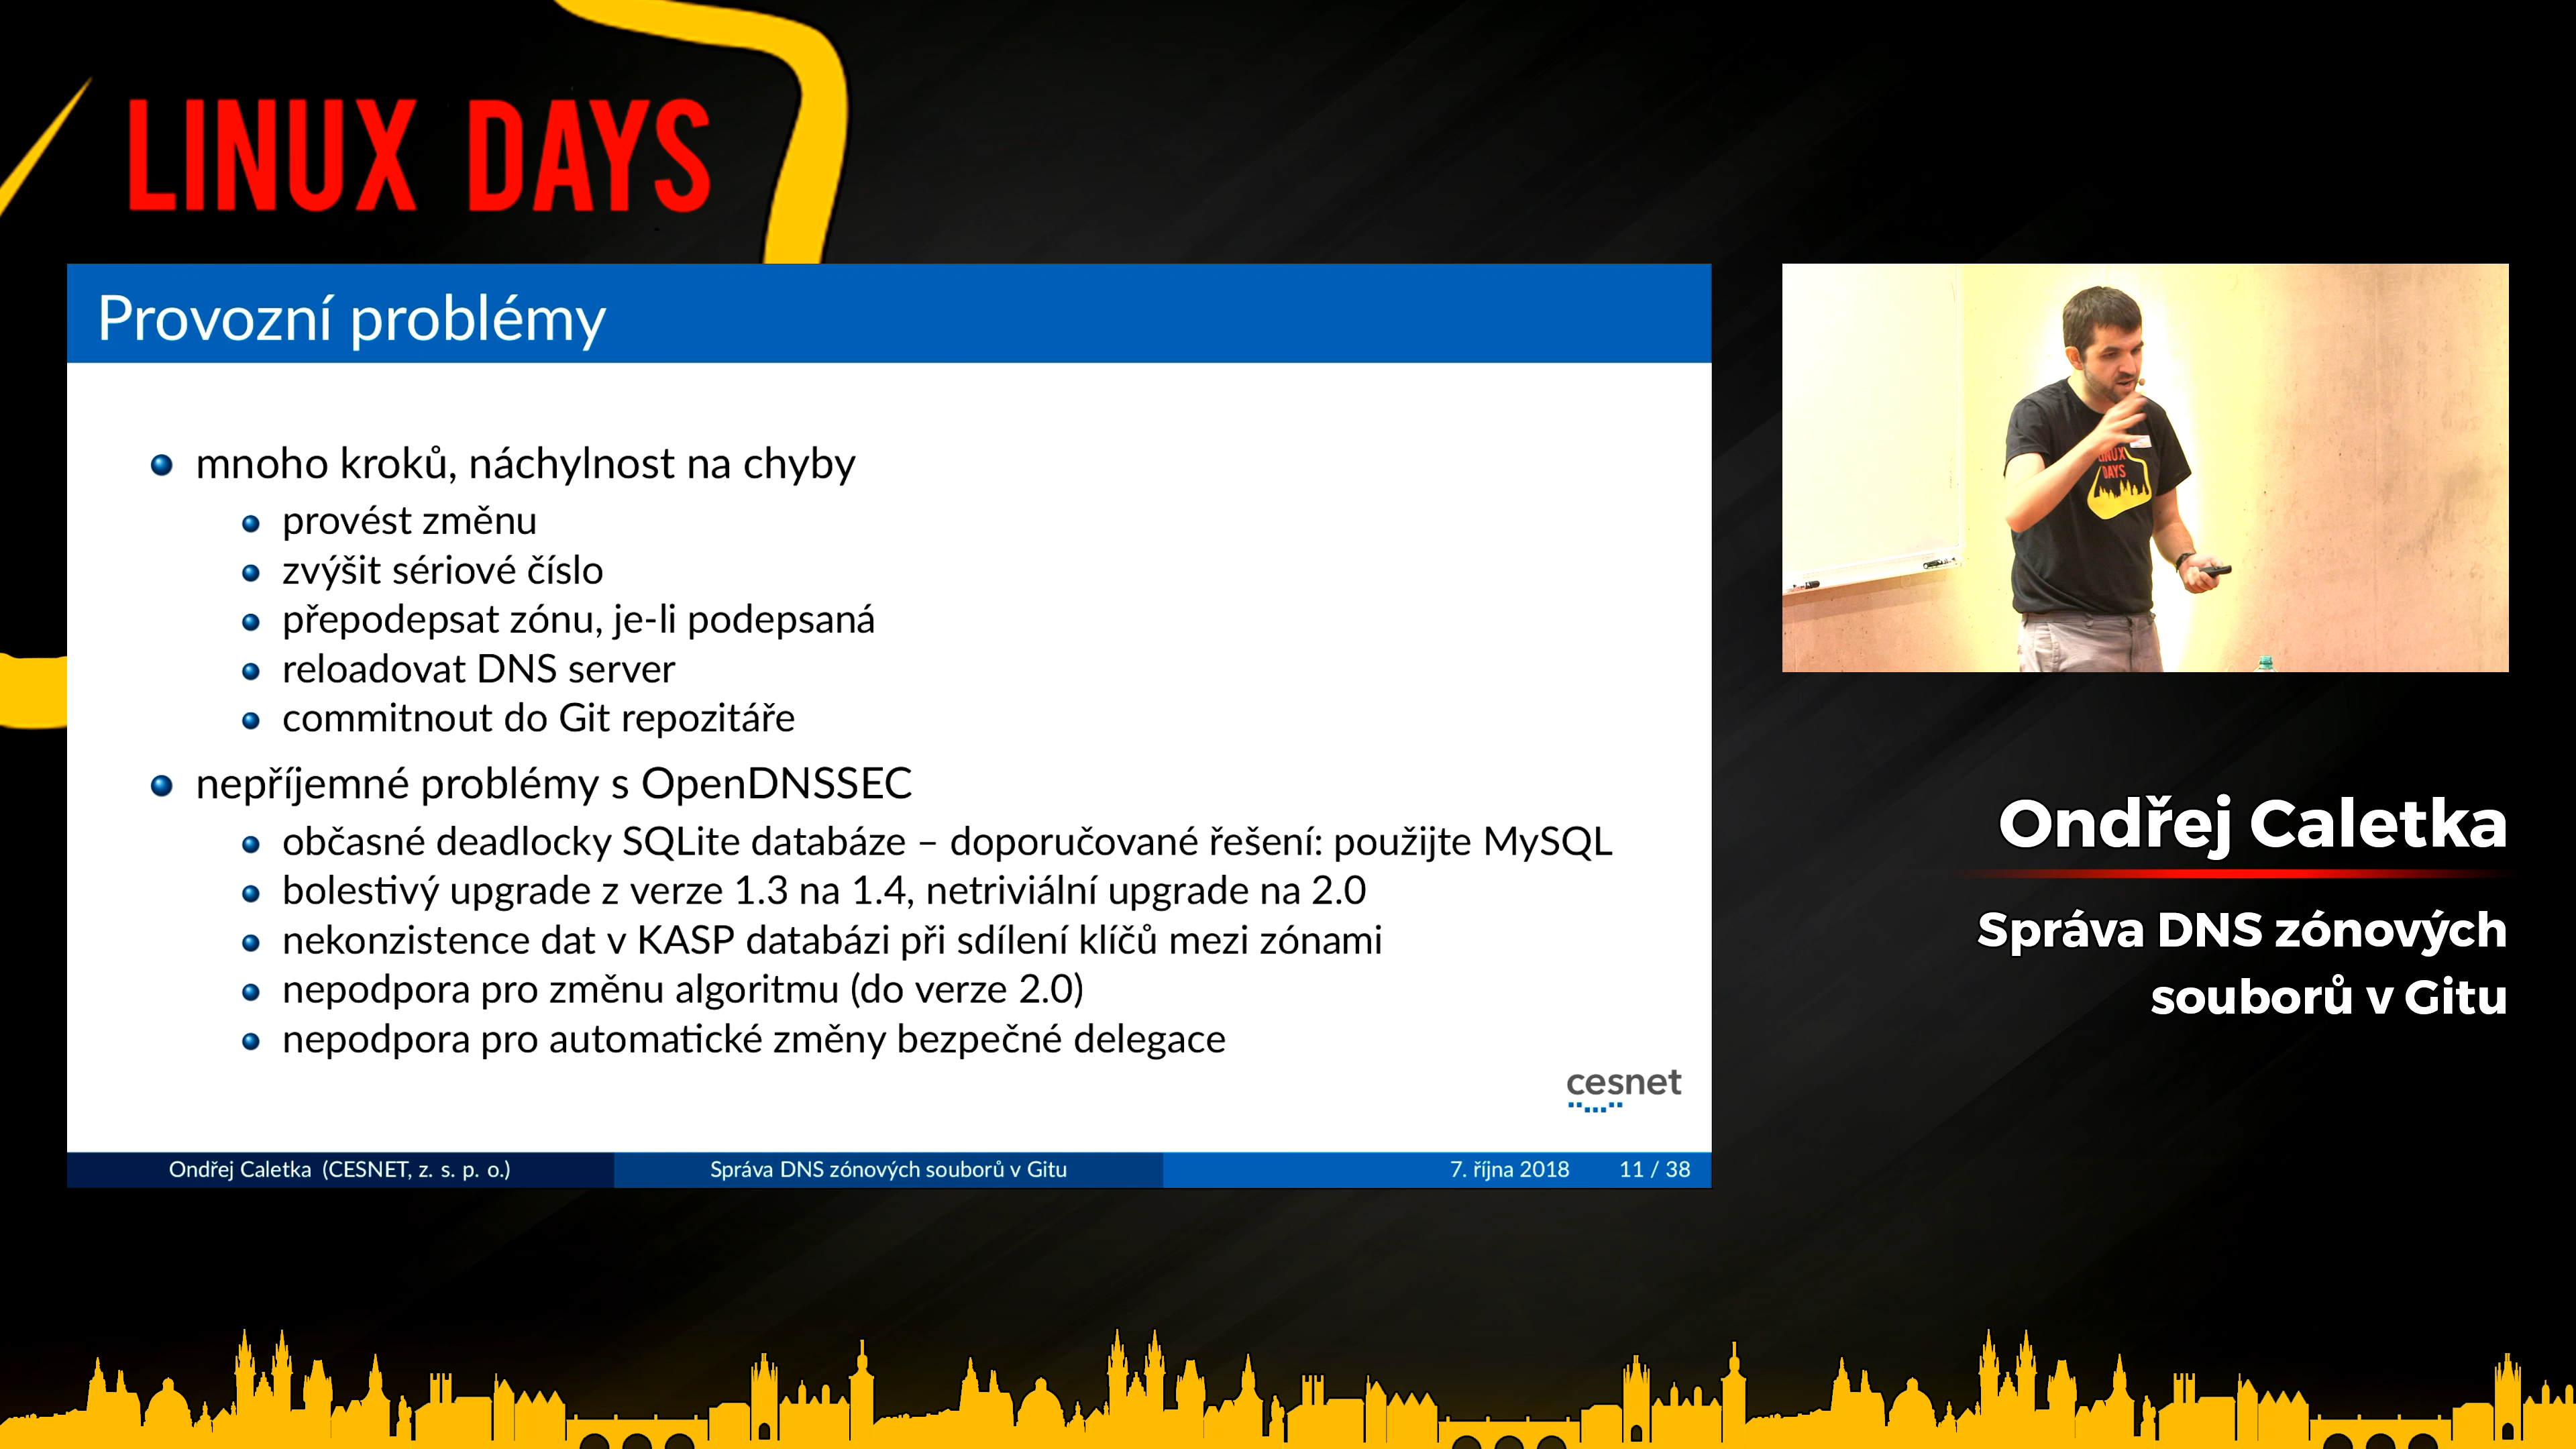 LINUX DAYS
Provozní problémy
mnoho kroků, náchylnost na chyby
provést změnu
zvýšit sériové číslo
přepodepsat zónu, je-li podepsaná
reloadovat DNS server
commitnout do Git repozitáře
nepříjemné problémy s OpenDNSSEC
občasné deadlocky SQLite databáze – doporučované řešení: použijte MySQL
bolestivý upgrade z verze 1.3 na 1.4, netriviální upgrade na 2.0
nekonzistence dat v KASP databázi při sdílení klíčů mezi zónami
nepodpora pro změnu algoritmu (do verze 2.0)
nepodpora pro automatické změny bezpečné delegace
cesnet
Ondřej Caletka (CESNET, z. s. p. o.)
Správa DNS zónových souborů v Gitu
7. října 2018
11 / 38
LINUX
DAYS
Ondřej Caletka
Správa DNS zónových
souborů v Gitu